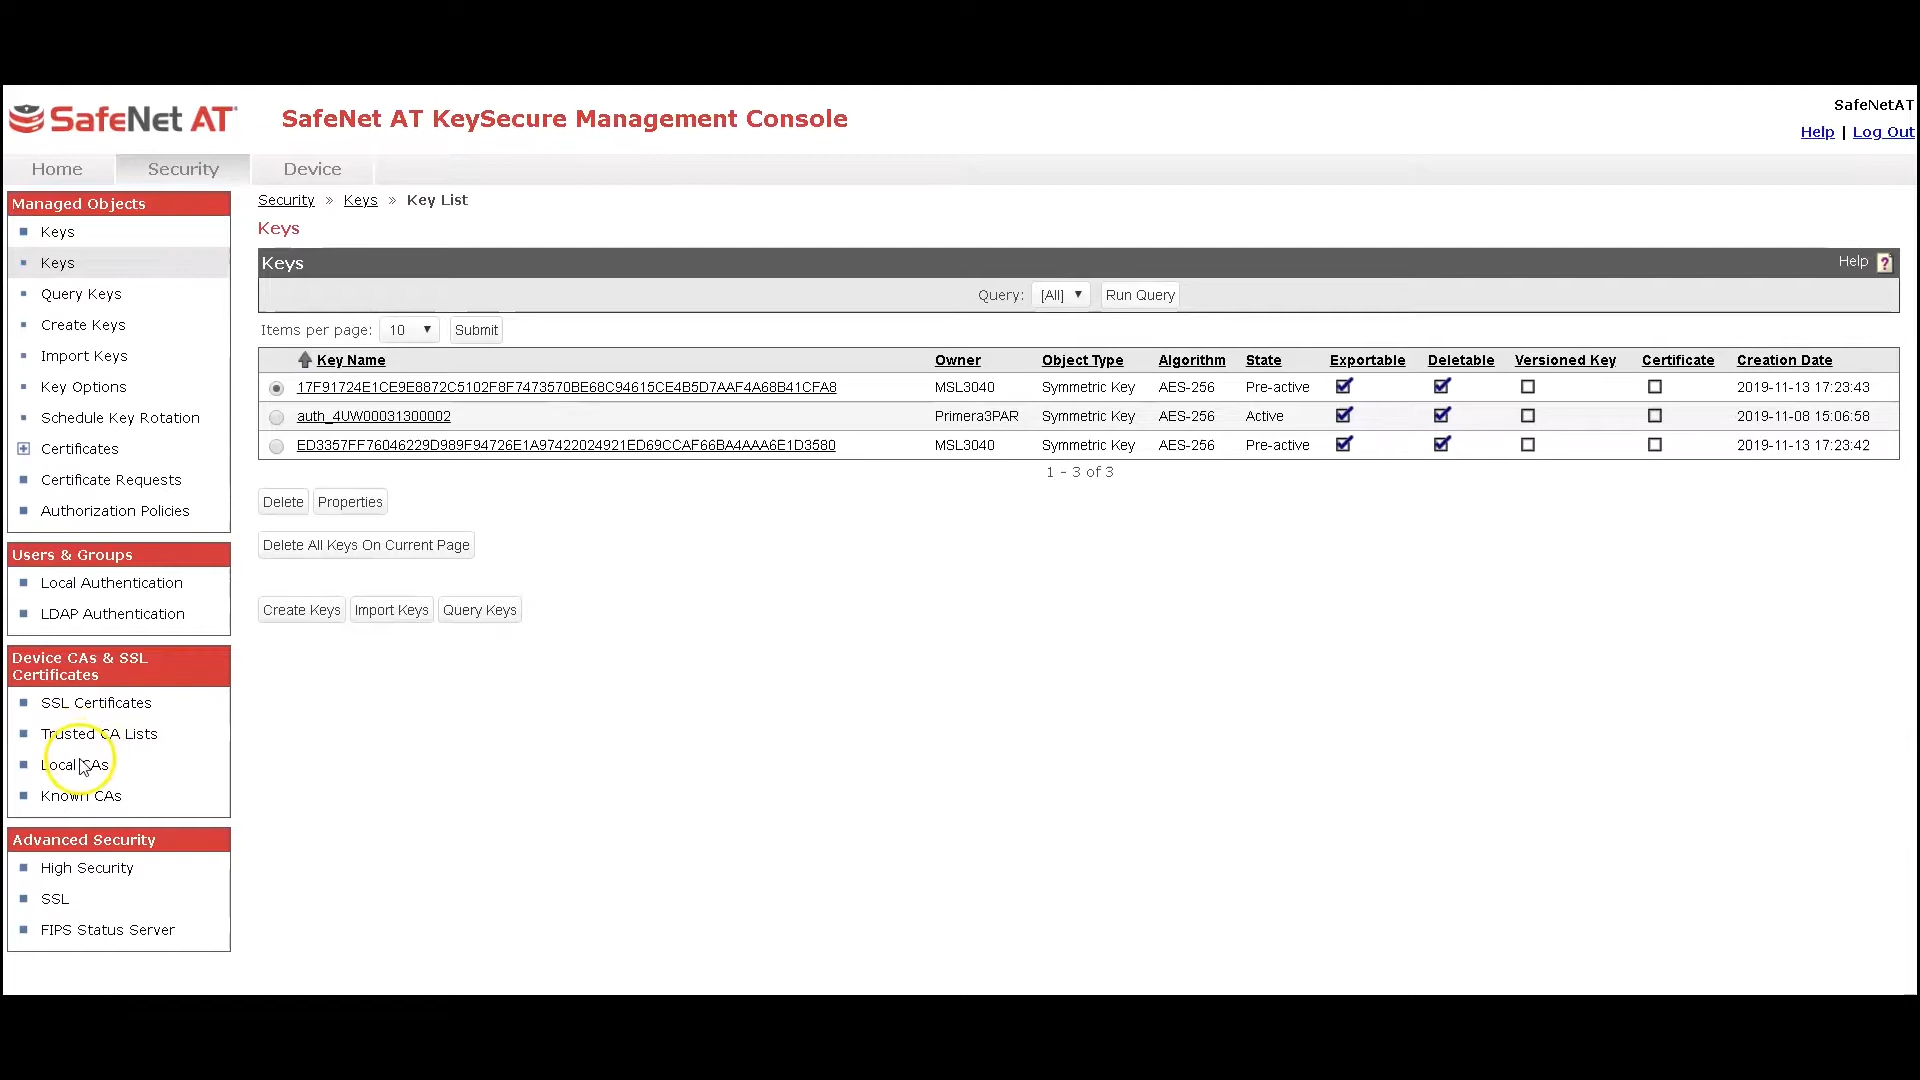 SafeNet AT
SafeNet AT KeySecure Management Console
SafeNetAT
Help | Log Out
Home Security Device
Managed Objects
Keys
Keys
Query Keys
Create Keys
Import Keys
Key Options
Schedule Key Rotation
Certificates
Certificate Requests
Authorization Policies
Users & Groups
Local Authentication
LDAP Authentication
Device CAs & SSL
Certificates
SSL Certificates
Trusted CA Lists
Local CAs
Known CAs
Advanced Security
High Security
SSL
FIPS Status Server
Security » Keys » Key List
Keys
Keys Help ?
Query: [All] Run Query
Items per page: 10 Submit
Key Name Owner Object Type Algorithm State Exportable Deletable Versioned Key Certificate Creation Date
17F91724E1CE9E8872C5102F8F7473570BE68C94615CE4B5D7AAF4A68B41CFA8 MSL3040 Symmetric Key AES-256 Pre-active 2019-11-13 17:23:43
auth_4UW00031300002 Primera3PAR Symmetric Key AES-256 Active 2019-11-08 15:06:58
ED3357FF76046229D989F94726E1A97422024921ED69CCAF66BA4AAA6E1D3580 MSL3040 Symmetric Key AES-256 Pre-active 2019-11-13 17:23:42
1 - 3 of 3
Delete Properties
Delete All Keys On Current Page
Create Keys Import Keys Query Keys